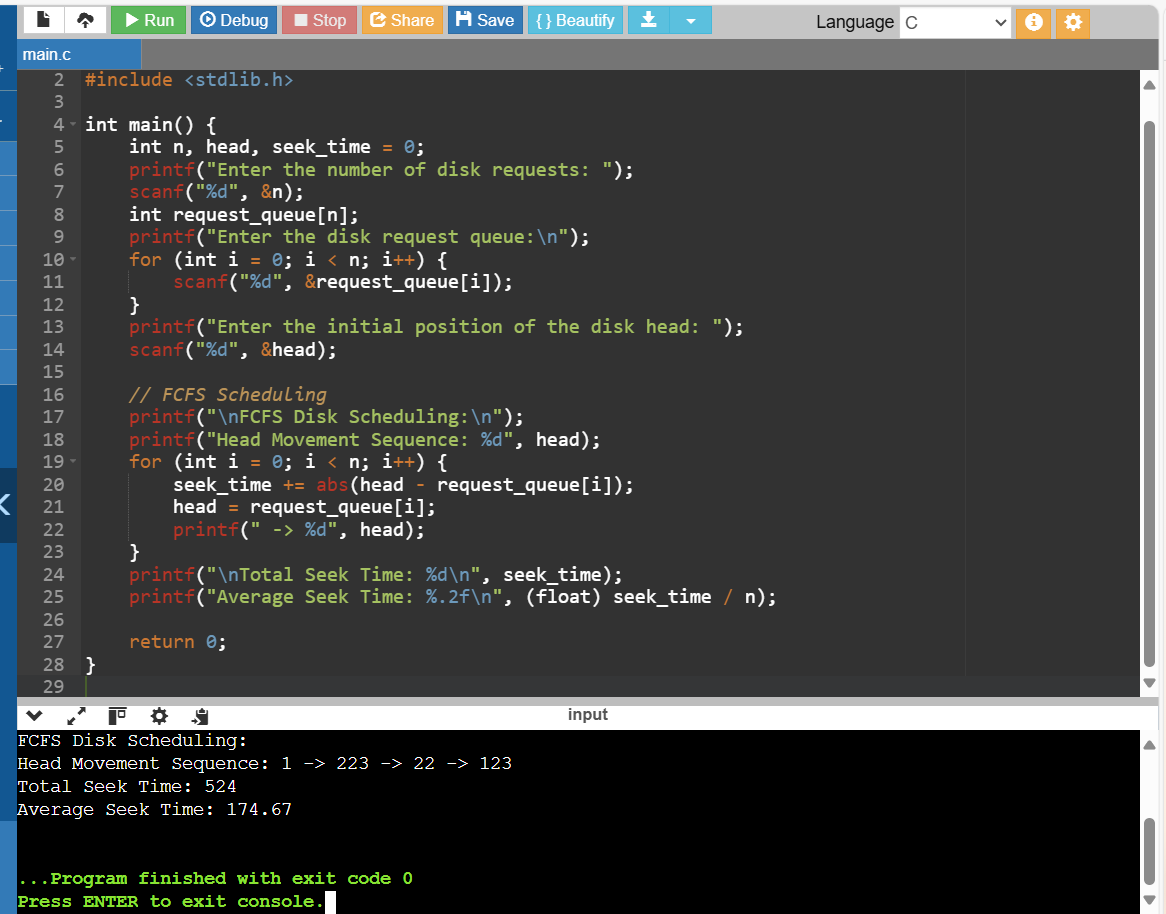 Run Debug Stop Share Save { } Beautify Language C
main.c
2 #include <stdlib.h>
3
4 int main() {
5     int n, head, seek_time = 0;
6     printf("Enter the number of disk requests: ");
7     scanf("%d", &n);
8     int request_queue[n];
9     printf("Enter the disk request queue:\n");
10     for (int i = 0; i < n; i++) {
11         scanf("%d", &request_queue[i]);
12     }
13     printf("Enter the initial position of the disk head: ");
14     scanf("%d", &head);
15
16     // FCFS Scheduling
17     printf("\nFCFS Disk Scheduling:\n");
18     printf("Head Movement Sequence: %d", head);
19     for (int i = 0; i < n; i++) {
20         seek_time += abs(head - request_queue[i]);
21         head = request_queue[i];
22         printf(" -> %d", head);
23     }
24     printf("\nTotal Seek Time: %d\n", seek_time);
25     printf("Average Seek Time: %.2f\n", (float) seek_time / n);
26
27     return 0;
28 }
29
input
FCFS Disk Scheduling:
Head Movement Sequence: 1 -> 223 -> 22 -> 123
Total Seek Time: 524
Average Seek Time: 174.67
...Program finished with exit code 0
Press ENTER to exit console.